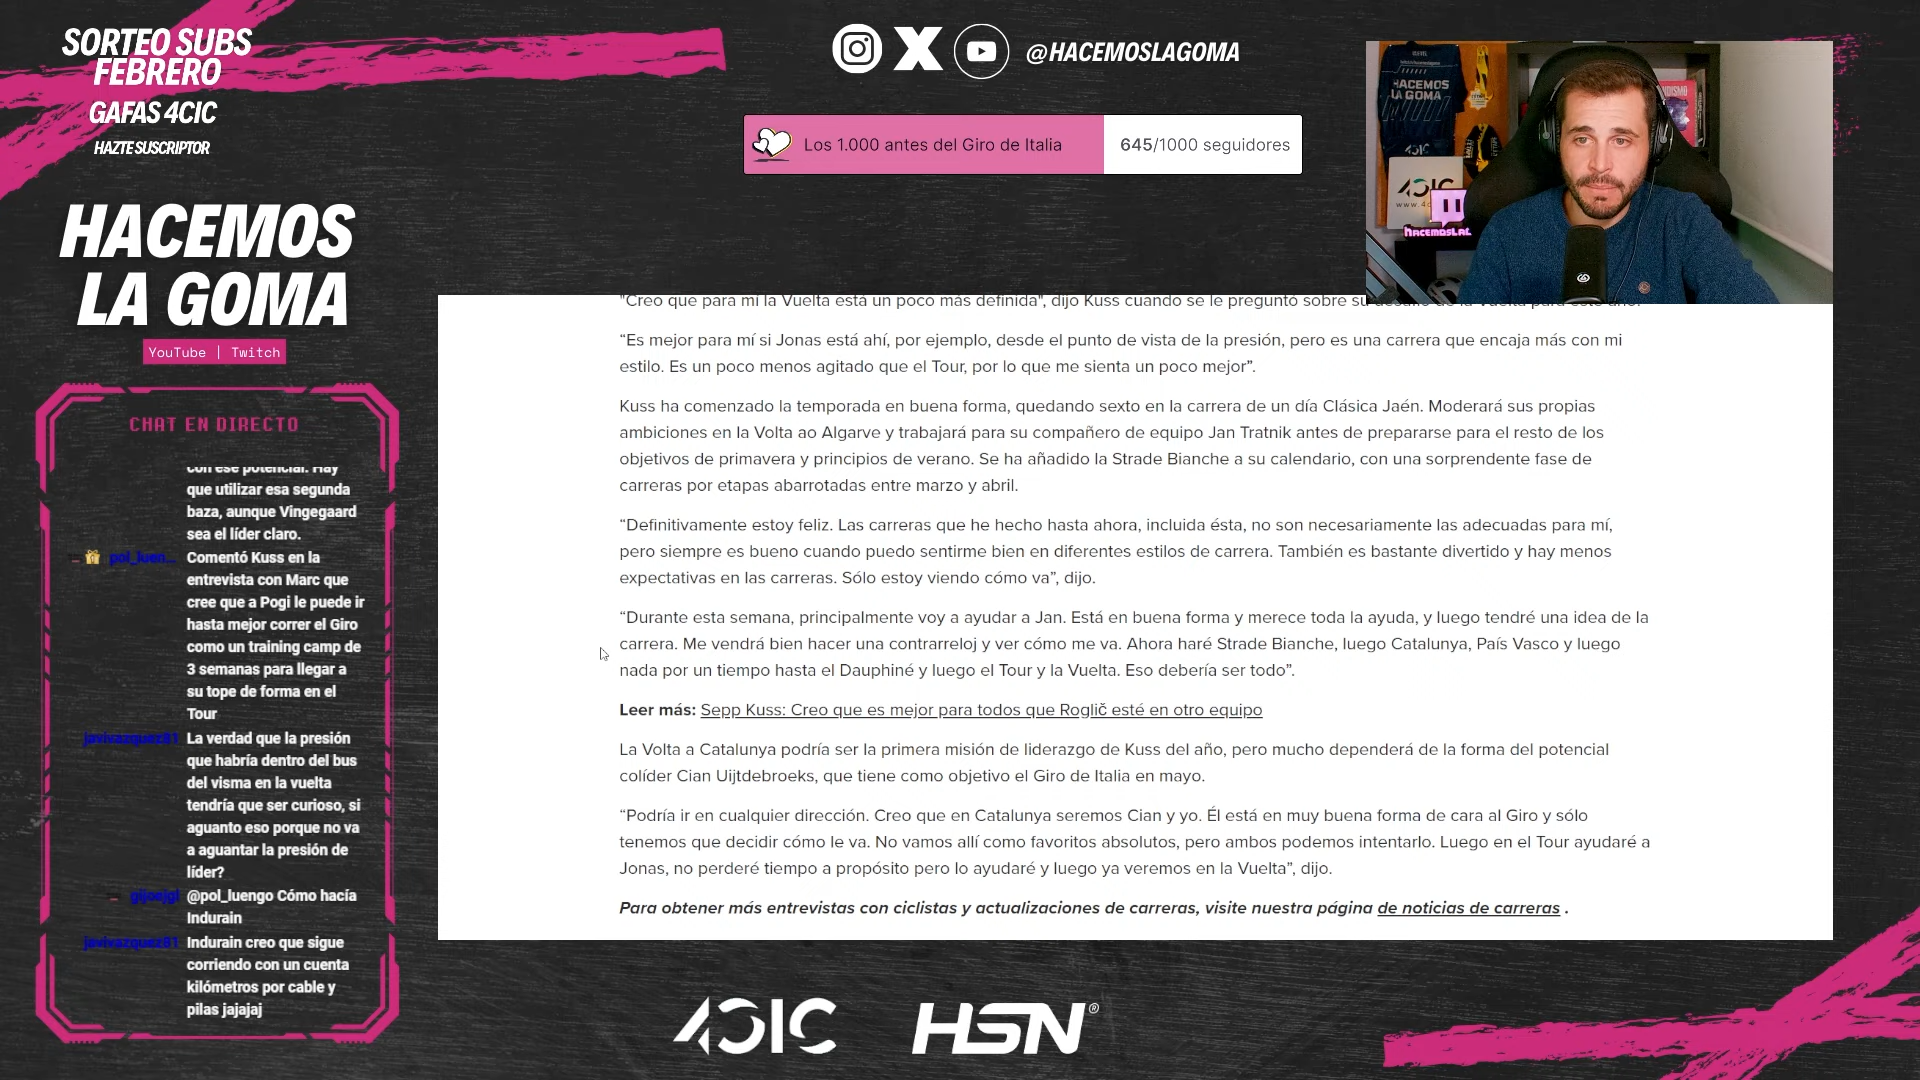 SORTEO SUBS
FEBRERO
GAFAS 4CIC
HAZTE SUSCRIPTOR
HACEMOS
LA GOMA
YouTube | Twitch
@HACEMOSLAGOMA
Los 1.000 antes del Giro de Italia 645/1000 seguidores
HACEMOS
LA GOMA
CHAT EN DIRECTO
con ese potencial. Hay
que utilizar esa segunda
baza, aunque Vingegaard
sea el líder claro.
pol_luen... Comentó Kuss en la
entrevista con Marc que
cree que a Pogi le puede ir
hasta mejor correr el Giro
como un training camp de
3 semanas para llegar a
su tope de forma en el
Tour
javivazquez81 La verdad que la presión
que habría dentro del bus
del visma en la vuelta
tendría que ser curioso, si
aguanto eso porque no va
a aguantar la presión de
líder?
gijoejgl @pol_luengo Cómo hacía
Indurain
javivazquez81 Indurain creo que sigue
corriendo con un cuenta
kilómetros por cable y
pilas jajajaj
"Creo que para mí la Vuelta está un poco más definida", dijo Kuss cuando se le preguntó sobre su desafío de la Vuelta para este año.
“Es mejor para mí si Jonas está ahí, por ejemplo, desde el punto de vista de la presión, pero es una carrera que encaja más con mi
estilo. Es un poco menos agitado que el Tour, por lo que me sienta un poco mejor”.
Kuss ha comenzado la temporada en buena forma, quedando sexto en la carrera de un día Clásica Jaén. Moderará sus propias
ambiciones en la Volta ao Algarve y trabajará para su compañero de equipo Jan Tratnik antes de prepararse para el resto de los
objetivos de primavera y principios de verano. Se ha añadido la Strade Bianche a su calendario, con una sorprendente fase de
carreras por etapas abarrotadas entre marzo y abril.
“Definitivamente estoy feliz. Las carreras que he hecho hasta ahora, incluida ésta, no son necesariamente las adecuadas para mí,
pero siempre es bueno cuando puedo sentirme bien en diferentes estilos de carrera. También es bastante divertido y hay menos
expectativas en las carreras. Sólo estoy viendo cómo va”, dijo.
“Durante esta semana, principalmente voy a ayudar a Jan. Está en buena forma y merece toda la ayuda, y luego tendré una idea de la
carrera. Me vendrá bien hacer una contrarreloj y ver cómo me va. Ahora haré Strade Bianche, luego Catalunya, País Vasco y luego
nada por un tiempo hasta el Dauphiné y luego el Tour y la Vuelta. Eso debería ser todo”.
Leer más: Sepp Kuss: Creo que es mejor para todos que Roglič esté en otro equipo
La Volta a Catalunya podría ser la primera misión de liderazgo de Kuss del año, pero mucho dependerá de la forma del potencial
colíder Cian Uijtdebroeks, que tiene como objetivo el Giro de Italia en mayo.
“Podría ir en cualquier dirección. Creo que en Catalunya seremos Cian y yo. Él está en muy buena forma de cara al Giro y sólo
tenemos que decidir cómo le va. No vamos allí como favoritos absolutos, pero ambos podemos intentarlo. Luego en el Tour ayudaré a
Jonas, no perderé tiempo a propósito pero lo ayudaré y luego ya veremos en la Vuelta”, dijo.
Para obtener más entrevistas con ciclistas y actualizaciones de carreras, visite nuestra página de noticias de carreras .
4CIC
HSN®